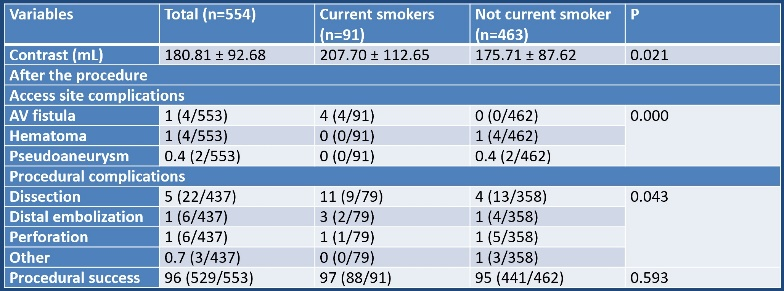 Variables Total (n=554) Current smokers (n=91) Not current smoker (n=463) P
Contrast (mL) 180.81 ± 92.68 207.70 ± 112.65 175.71 ± 87.62 0.021
After the procedure
Access site complications
AV fistula 1 (4/553) 4 (4/91) 0 (0/462) 0.000
Hematoma 1 (4/553) 0 (0/91) 1 (4/462)
Pseudoaneurysm 0.4 (2/553) 0 (0/91) 0.4 (2/462)
Procedural complications
Dissection 5 (22/437) 11 (9/79) 4 (13/358) 0.043
Distal embolization 1 (6/437) 3 (2/79) 1 (4/358)
Perforation 1 (6/437) 1 (1/79) 1 (5/358)
Other 0.7 (3/437) 0 (0/79) 1 (3/358)
Procedural success 96 (529/553) 97 (88/91) 95 (441/462) 0.593